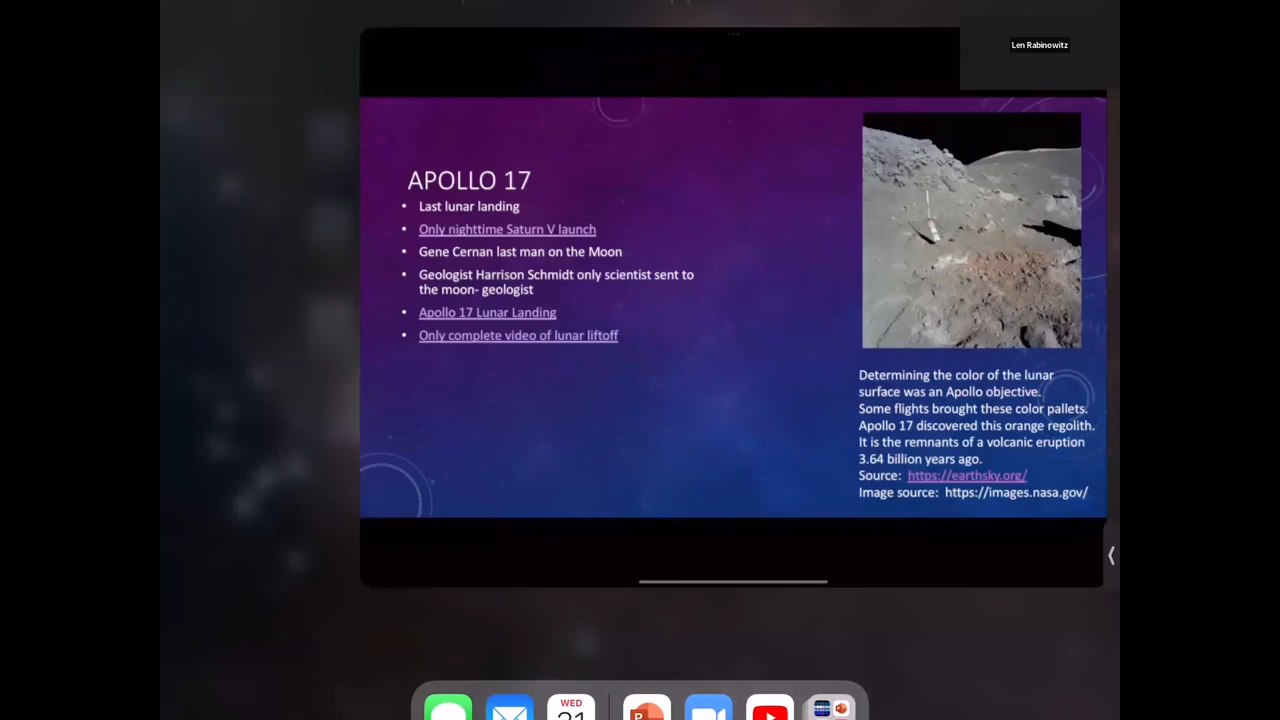 Len Rabinowitz
APOLLO 17
• Last lunar landing
• Only nighttime Saturn V launch
• Gene Cernan last man on the Moon
• Geologist Harrison Schmidt only scientist sent to
the moon- geologist
• Apollo 17 Lunar Landing
• Only complete video of lunar liftoff
Determining the color of the lunar
surface was an Apollo objective.
Some flights brought these color pallets.
Apollo 17 discovered this orange regolith.
It is the remnants of a volcanic eruption
3.64 billion years ago.
Source: https://earthsky.org/
Image source: https://images.nasa.gov/
WED
21
P